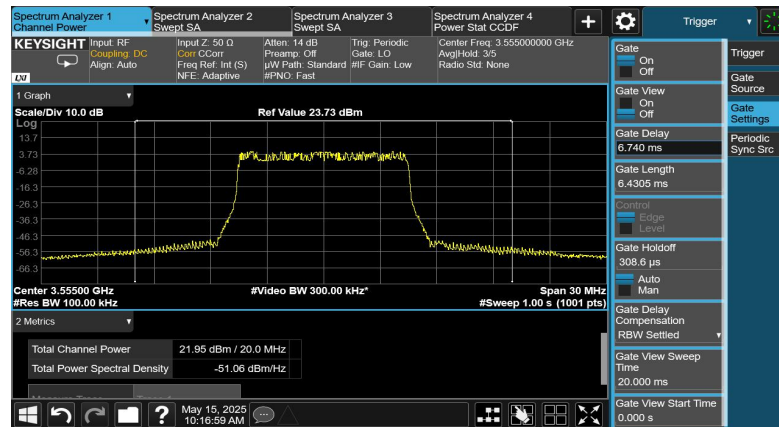 Spectrum Analyzer 1
Channel Power
Spectrum Analyzer 2
Swept SA
Spectrum Analyzer 3
Swept SA
Spectrum Analyzer 4
Power Stat CCDF
Trigger
KEYSIGHT
LXI
Input: RF
Coupling: DC
Align: Auto
Input Z: 50 Ω
Corr CCorr
Freq Ref: Int (S)
NFE: Adaptive
Atten: 14 dB
Preamp: Off
µW Path: Standard
#PNO: Fast
Trig: Periodic
Gate: LO
#IF Gain: Low
Center Freq: 3.555000000 GHz
Avg|Hold: 3/5
Radio Std: None
1 Graph
Scale/Div 10.0 dB
Ref Value 23.73 dBm
Log
13.7
3.73
-6.28
-16.3
-26.3
-36.3
-46.3
-56.3
-66.3
Center 3.55500 GHz
#Video BW 300.00 kHz*
Span 30 MHz
#Res BW 100.00 kHz
#Sweep 1.00 s (1001 pts)
2 Metrics
Total Channel Power 21.95 dBm / 20.0 MHz
Total Power Spectral Density -51.06 dBm/Hz
?
May 15, 2025
10:16:59 AM
Gate
On
Off
Gate View
On
Off
Gate Delay
6.740 ms
Gate Length
6.4305 ms
Control
Edge
Level
Gate Holdoff
308.6 µs
Auto
Man
Gate Delay
Compensation
RBW Settled
Gate View Sweep
Time
20.000 ms
Gate View Start Time
0.000 s
Trigger
Gate
Source
Gate
Settings
Periodic
Sync Src